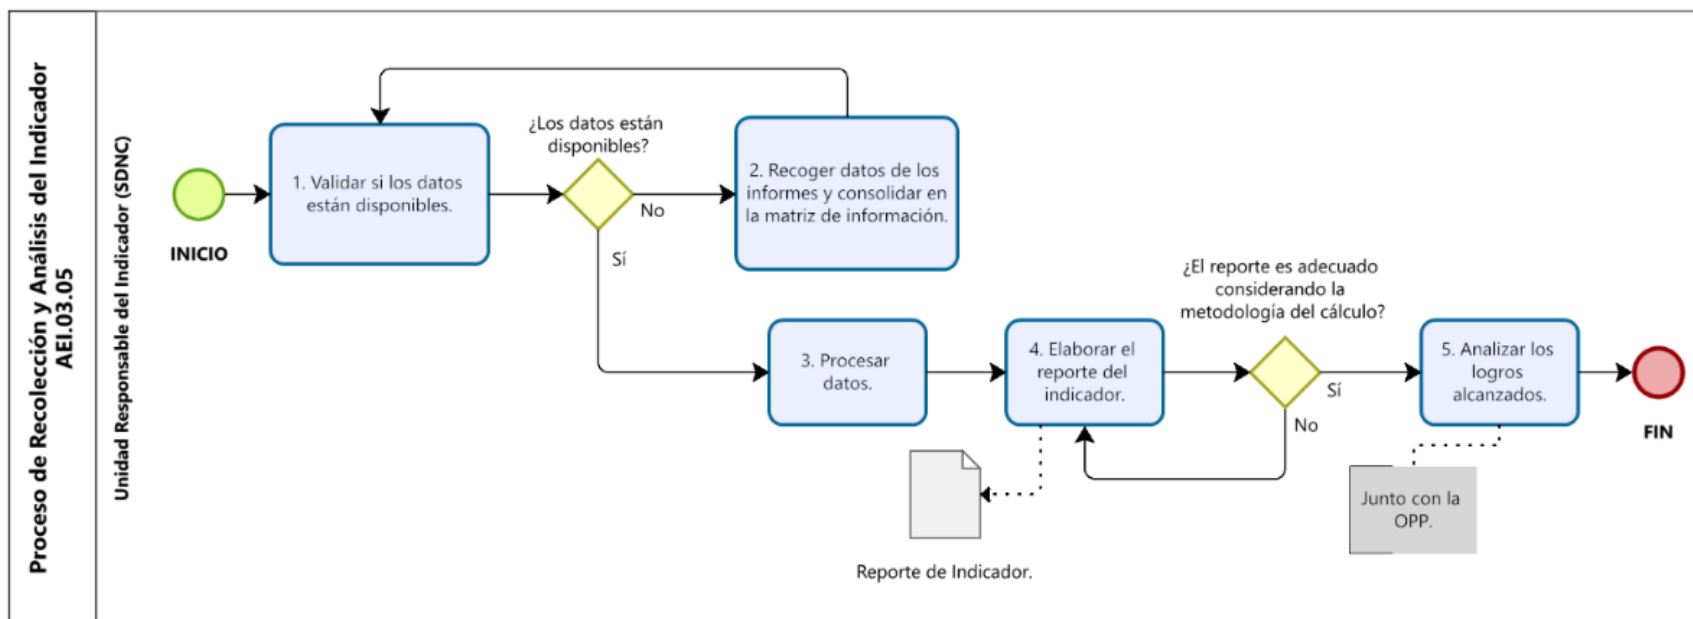 Proceso de Recolección y Análisis del Indicador
AEI.03.05
Unidad Responsable del Indicador (SDNC)
INICIO
1. Validar si los datos
están disponibles.
¿Los datos están
disponibles?
No
Sí
2. Recoger datos de los
informes y consolidar en
la matriz de información.
3. Procesar
datos.
4. Elaborar el
reporte del
indicador.
Reporte de Indicador.
¿El reporte es adecuado
considerando la
metodología del cálculo?
Sí
No
5. Analizar los
logros
alcanzados.
Junto con la
OPP.
FIN